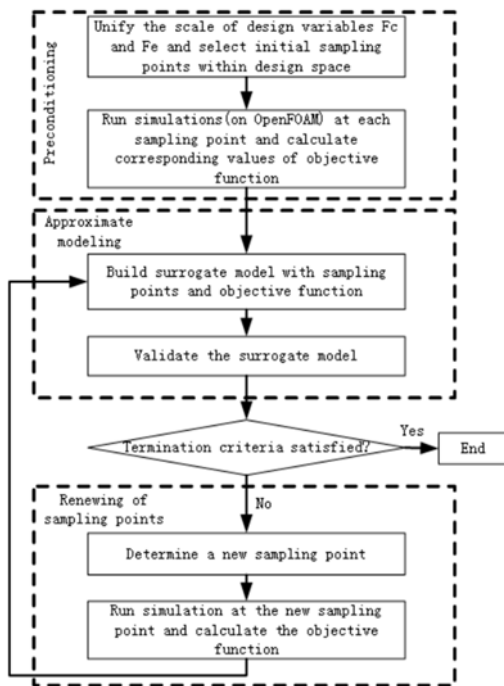 Preconditioning
Unify the scale of design variables Fc
and Fe and select initial sampling
points within design space
Run simulations(on OpenFOAM) at each
sampling point and calculate
corresponding values of objective
function
Approximate
modeling
Build surrogate model with sampling
points and objective function
Validate the surrogate model
Termination criteria satisfied?
Yes
End
No
Renewing of
sampling points
Determine a new sampling point
Run simulation at the new sampling
point and calculate the objective
function